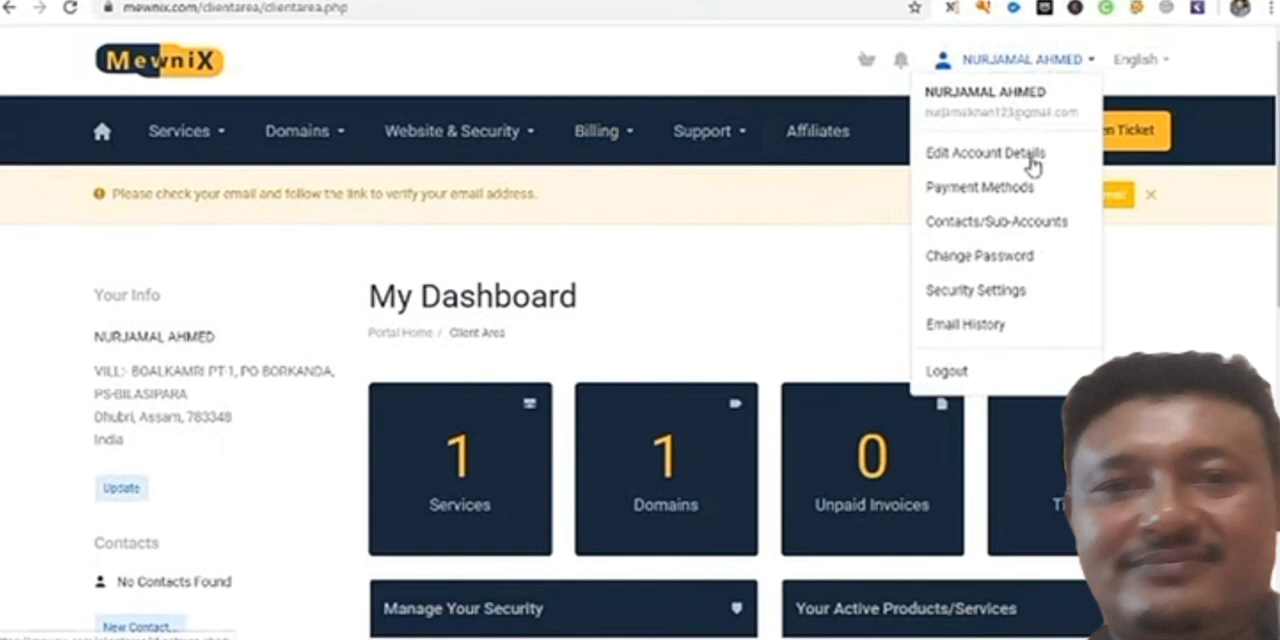 mewnix.com/clientarea/clientarea.php
MewniX
NURJAMAL AHMED
English
NURJAMAL AHMED
Services
Domains
Website & Security
Billing
Support
Affiliates
n Ticket
Edit Account Details
Please check your email and follow the link to verify your email address.
Payment Methods
Contacts/Sub-Accounts
Change Password
Security Settings
Email History
Logout
Your Info
NURJAMAL AHMED
VILL:- BOALKAMRI PT-1, PO-BORKANDA,
PS-BILASIPARA
Dhubri, Assam, 783348
India
Update
Contacts
No Contacts Found
New Contact...
My Dashboard
Portal Home / Client Area
1
Services
1
Domains
0
Unpaid Invoices
Manage Your Security
Your Active Products/Services